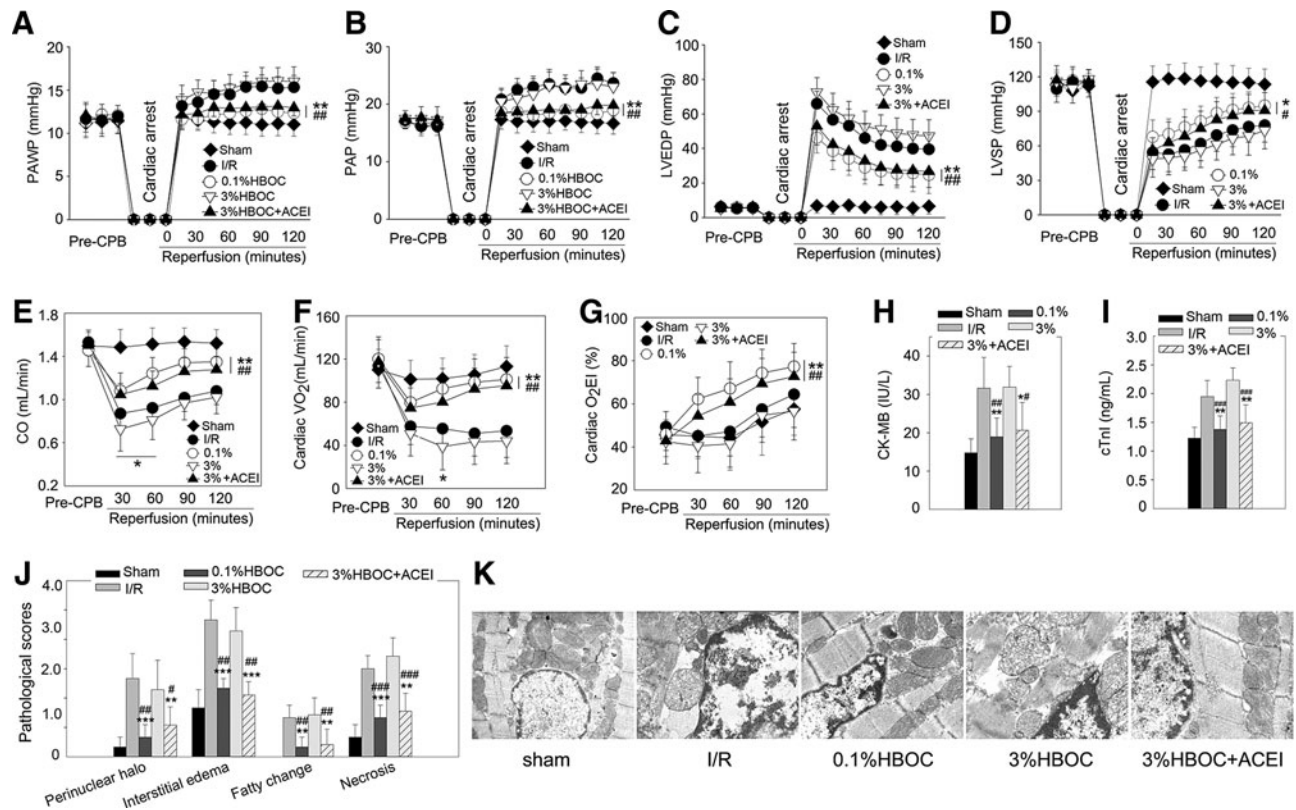 A
PAWP (mmHg)
20
15
10
5
0
Cardiac arrest
Sham
I/R
0.1%HBOC
3%HBOC
3%HBOC+ACEI
**
##
Pre-CPB
0 30 60 90 120
Reperfusion (minutes)
B
PAP (mmHg)
30
20
10
0
Cardiac arrest
Sham
I/R
0.1%HBOC
3%HBOC
3%HBOC+ACEI
**
##
Pre-CPB
0 30 60 90 120
Reperfusion (minutes)
C
LVEDP (mmHg)
100
80
60
40
20
0
Cardiac arrest
Sham
I/R
0.1%
3%
3% +ACEI
**
##
Pre-CPB
0 30 60 90 120
Reperfusion (minutes)
D
LVSP (mmHg)
150
120
90
60
30
0
Cardiac arrest
*
#
Sham
I/R
0.1%
3%
3% +ACEI
Pre-CPB
0 30 60 90 120
Reperfusion (minutes)
E
CO (mL/min)
1.8
1.4
1.0
0.6
0.2
**
##
*
Sham
I/R
0.1%
3%
3% +ACEI
Pre-CPB
30 60 90 120
Reperfusion (minutes)
F
Cardiac VO2(mL/min)
160
120
80
40
0
**
##
*
Sham
I/R
0.1%
3%
3% +ACEI
Pre-CPB
30 60 90 120
Reperfusion (minutes)
G
Cardiac O2EI (%)
100
80
60
40
20
Sham
I/R
0.1%
3%
3% +ACEI
**
##
Pre-CPB
30 60 90 120
Reperfusion (minutes)
H
Sham
0.1%
I/R
3%
3% +ACEI
CK-MB (IU/L)
40
30
20
10
0
##
**
*#
I
Sham
0.1%
I/R
3%
3% +ACEI
cTnI (ng/mL)
3.0
2.5
2.0
1.5
1.0
0.5
0
###
**
###
**
J
Sham
0.1%HBOC
3%HBOC+ACEI
I/R
3%HBOC
Pathological scores
4.0
3.0
2.0
1.0
0
##
***
#
**
##
***
##
***
##
**
##
**
###
***
###
**
Perinuclear halo
Interstitial edema
Fatty change
Necrosis
K
sham
I/R
0.1%HBOC
3%HBOC
3%HBOC+ACEI